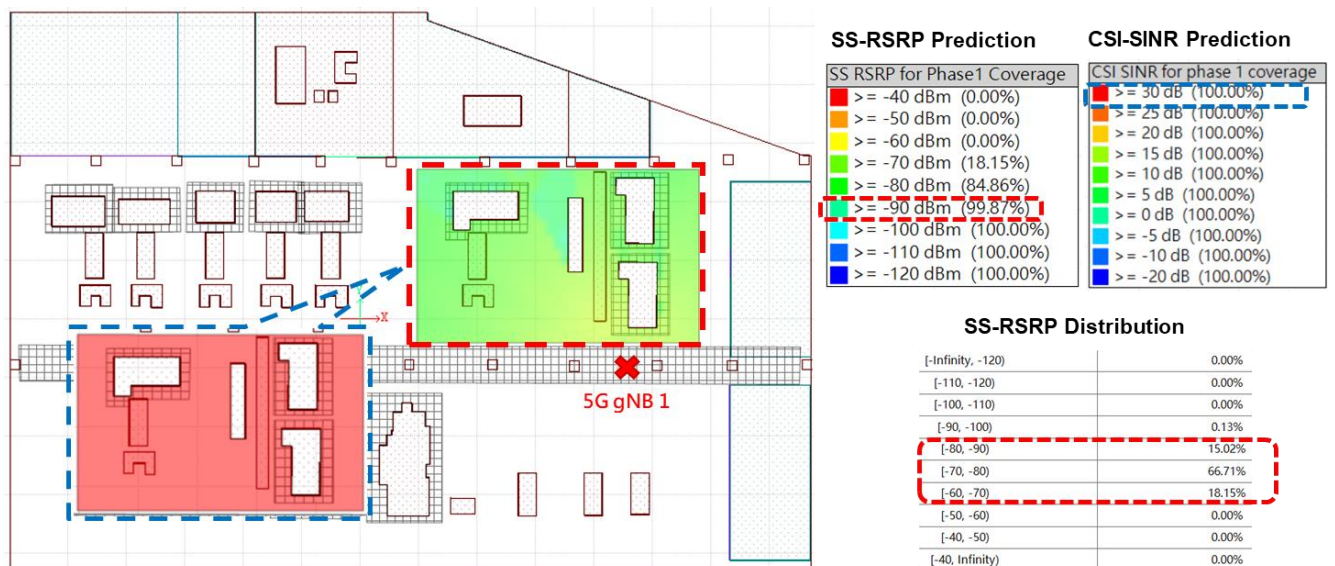 SS-RSRP Prediction
SS RSRP for Phase1 Coverage
>= -40 dBm (0.00%)
>= -50 dBm (0.00%)
>= -60 dBm (0.00%)
>= -70 dBm (18.15%)
>= -80 dBm (84.86%)
>= -90 dBm (99.87%)
>= -100 dBm (100.00%)
>= -110 dBm (100.00%)
>= -120 dBm (100.00%)
CSI-SINR Prediction
CSI SINR for phase 1 coverage
>= 30 dB (100.00%)
>= 25 dB (100.00%)
>= 20 dB (100.00%)
>= 15 dB (100.00%)
>= 10 dB (100.00%)
>= 5 dB (100.00%)
>= 0 dB (100.00%)
>= -5 dB (100.00%)
>= -10 dB (100.00%)
>= -20 dB (100.00%)
X
5G gNB 1
SS-RSRP Distribution
[-Infinity, -120) 0.00%
[-110, -120) 0.00%
[-100, -110) 0.00%
[-90, -100) 0.13%
[-80, -90) 15.02%
[-70, -80) 66.71%
[-60, -70) 18.15%
[-50, -60) 0.00%
[-40, -50) 0.00%
[-40, Infinity) 0.00%